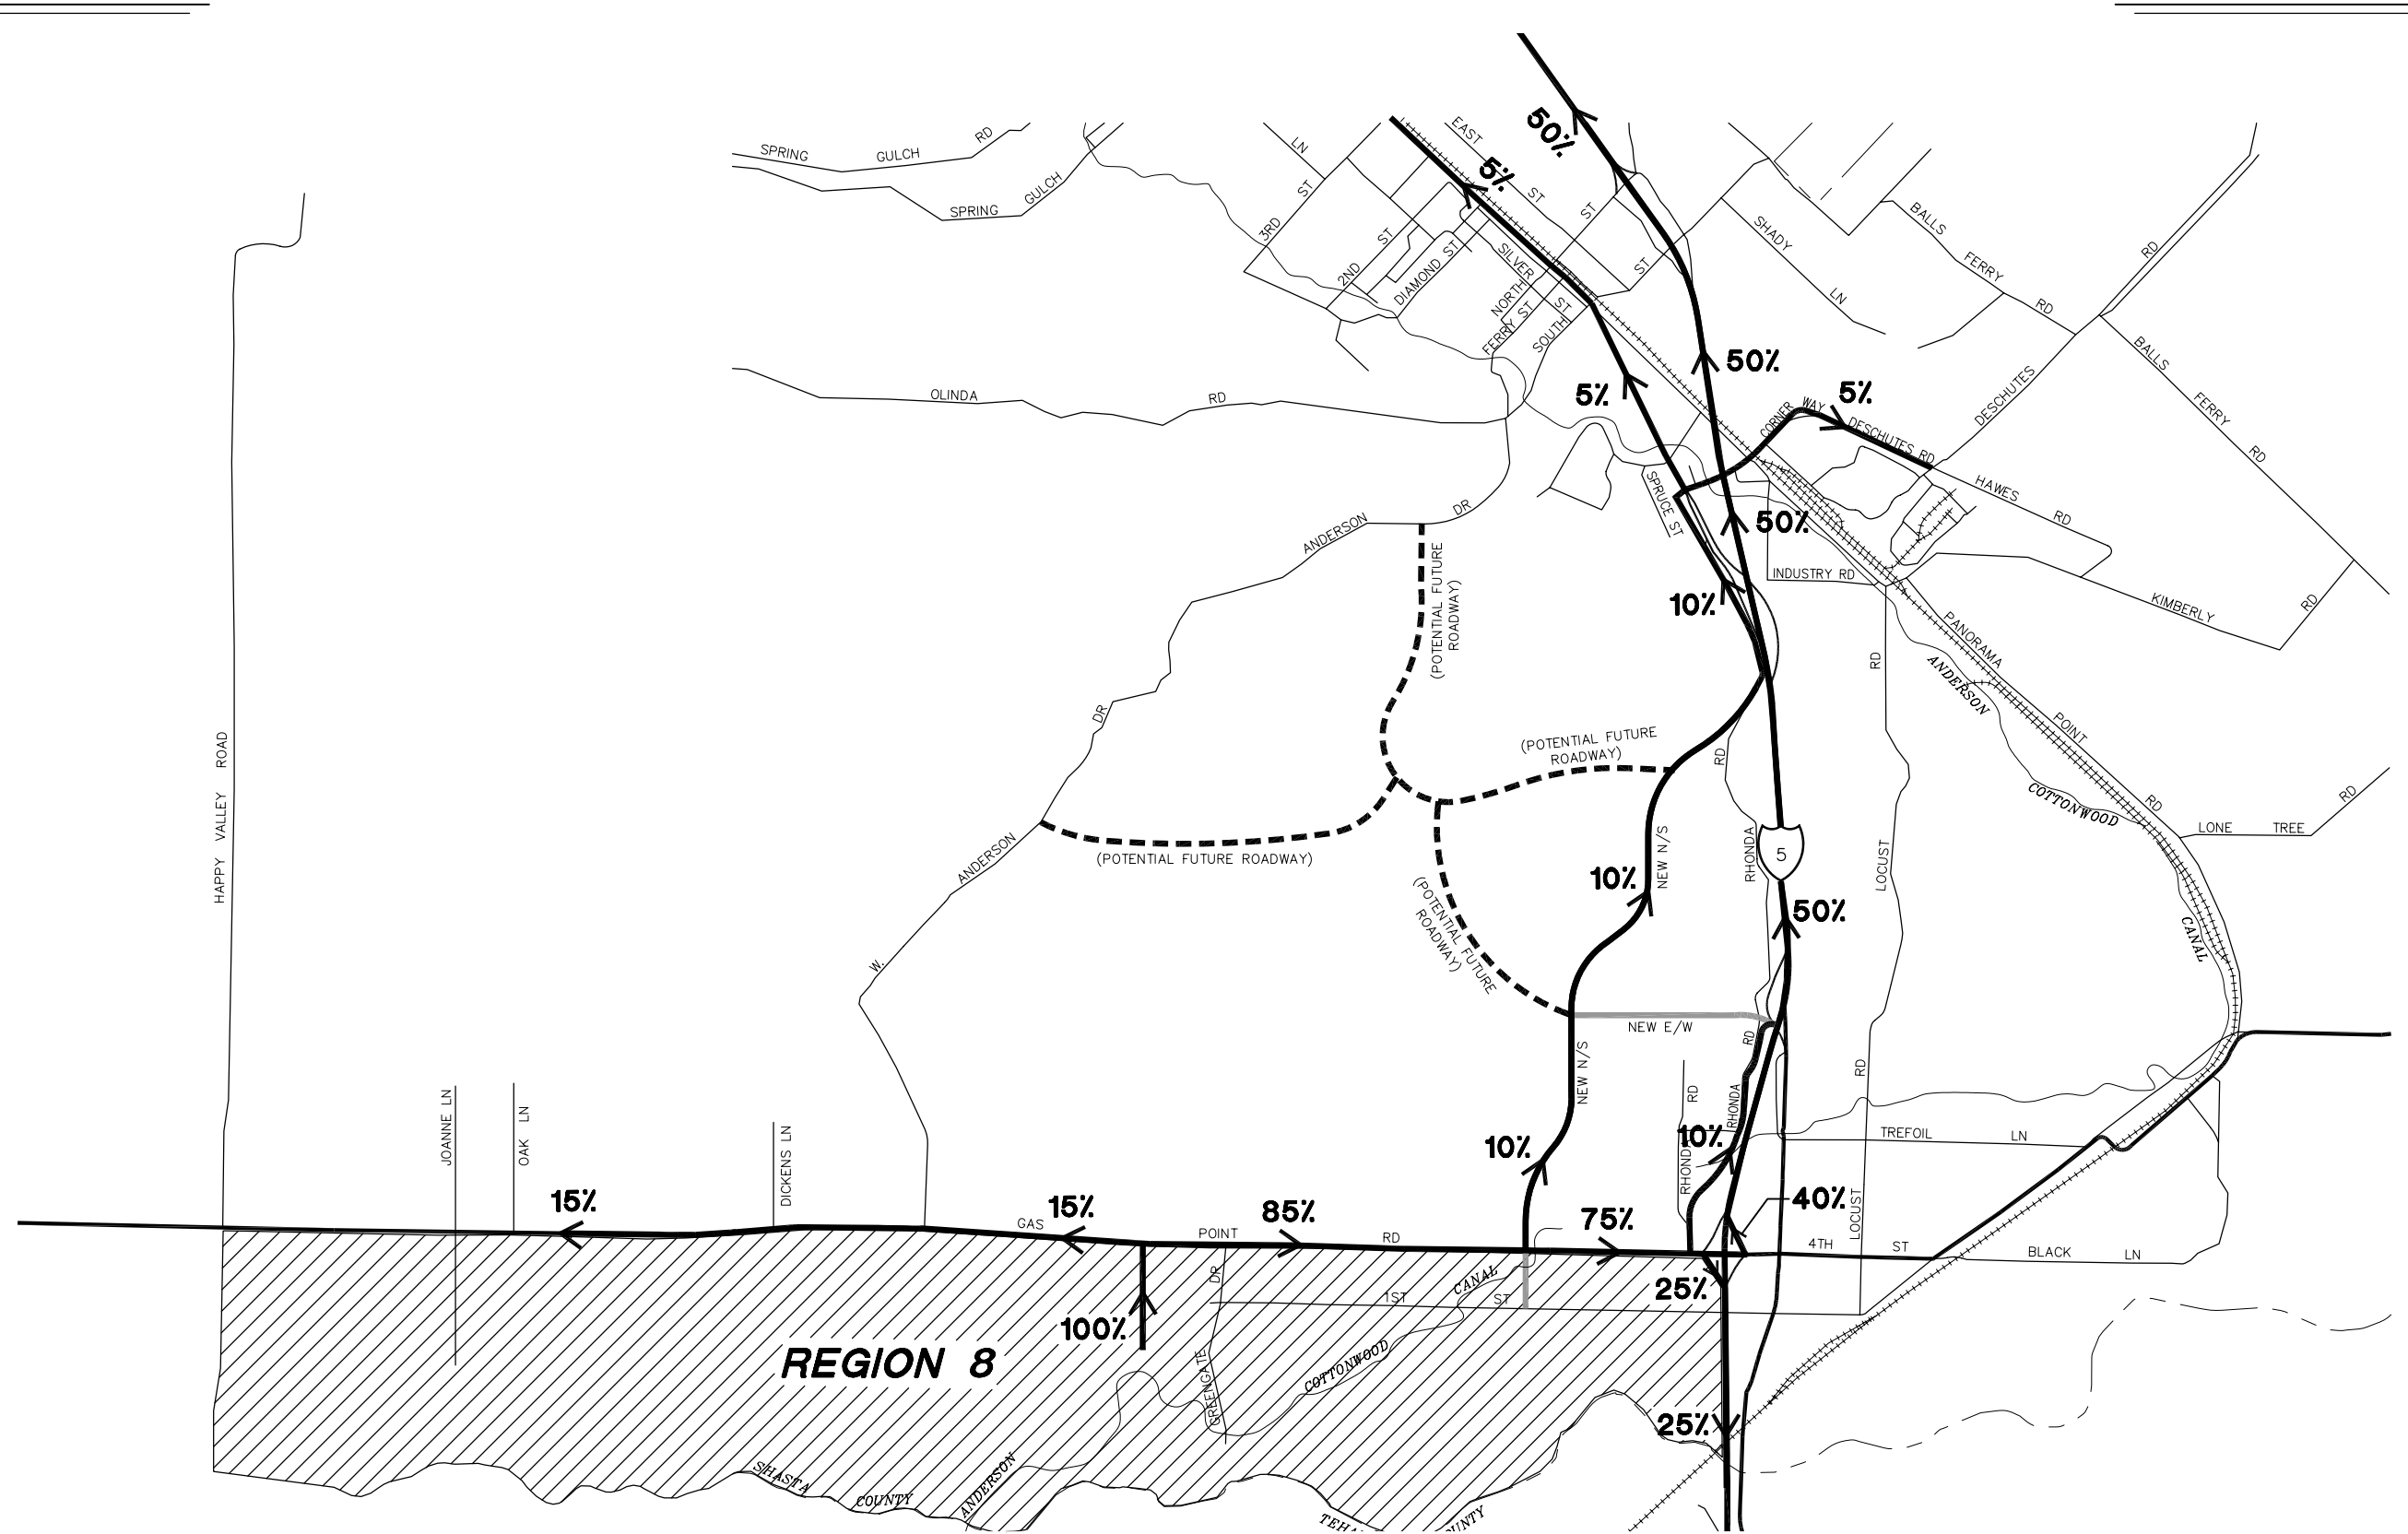 SPRING GULCH RD
SPRING GULCH
LN
3RD ST
EAST ST
50%
5%
2ND ST
DIAMOND ST
SILVER ST
NORTH ST
FERRY ST
SOUTH ST
SHADY LN
BALLS FERRY RD
DESCHUTES RD
BALLS FERRY RD
OLINDA RD
5%
50%
CORNER WAY
5%
DESCHUTES RD
HAWES RD
ANDERSON DR
SPRUCE ST
50%
10%
INDUSTRY RD
KIMBERLY RD
(POTENTIAL FUTURE
ROADWAY)
PANORAMA POINT RD
ANDERSON COTTONWOOD CANAL
LONE TREE RD
HAPPY VALLEY ROAD
W. ANDERSON DR
(POTENTIAL FUTURE
ROADWAY)
(POTENTIAL FUTURE ROADWAY)
(POTENTIAL FUTURE
ROADWAY)
10%
NEW N/S
RHONDA RD
5
LOCUST RD
50%
NEW E/W
NEW N/S
RHONDA RD
RHONDA RD
LOCUST RD
TREFOIL LN
JOANNE LN
OAK LN
DICKENS LN
10%
10%
15%
15%
85%
75%
40%
GAS POINT RD
4TH ST
BLACK LN
100%
GREENGATE DR
1ST ST
COTTONWOOD CANAL
25%
25%
REGION 8
SHASTA COUNTY
ANDERSON